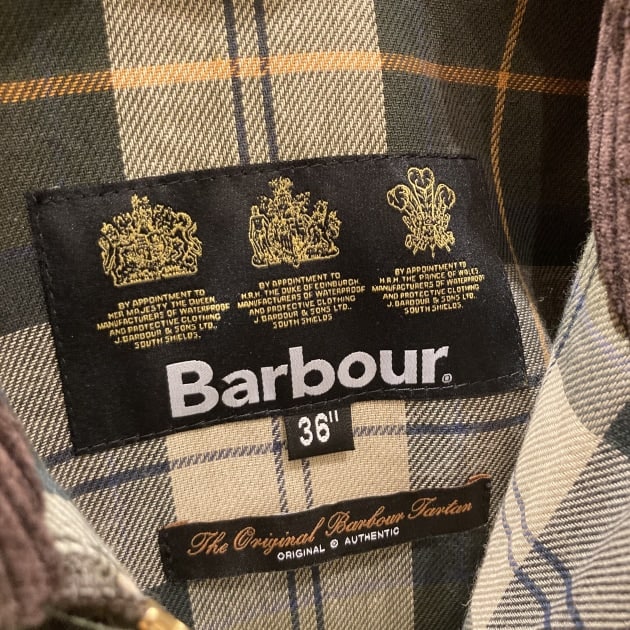 BY APPOINTMENT TO
HER MAJESTY THE QUEEN
MANUFACTURERS OF WATERPROOF
AND PROTECTIVE CLOTHING
J. BARBOUR & SONS LTD.
SOUTH SHIELDS.
BY APPOINTMENT TO
H.R.H. THE DUKE OF EDINBURGH
MANUFACTURERS OF WATERPROOF
AND PROTECTIVE CLOTHING
J. BARBOUR & SONS LTD.
SOUTH SHIELDS.
BY APPOINTMENT TO
H.R.H. THE PRINCE OF WALES
MANUFACTURERS OF WATERPROOF
AND PROTECTIVE CLOTHING
J. BARBOUR & SONS LTD.
SOUTH SHIELDS.
Barbour®
36"
The Original Barbour Tartan
ORIGINAL © AUTHENTIC